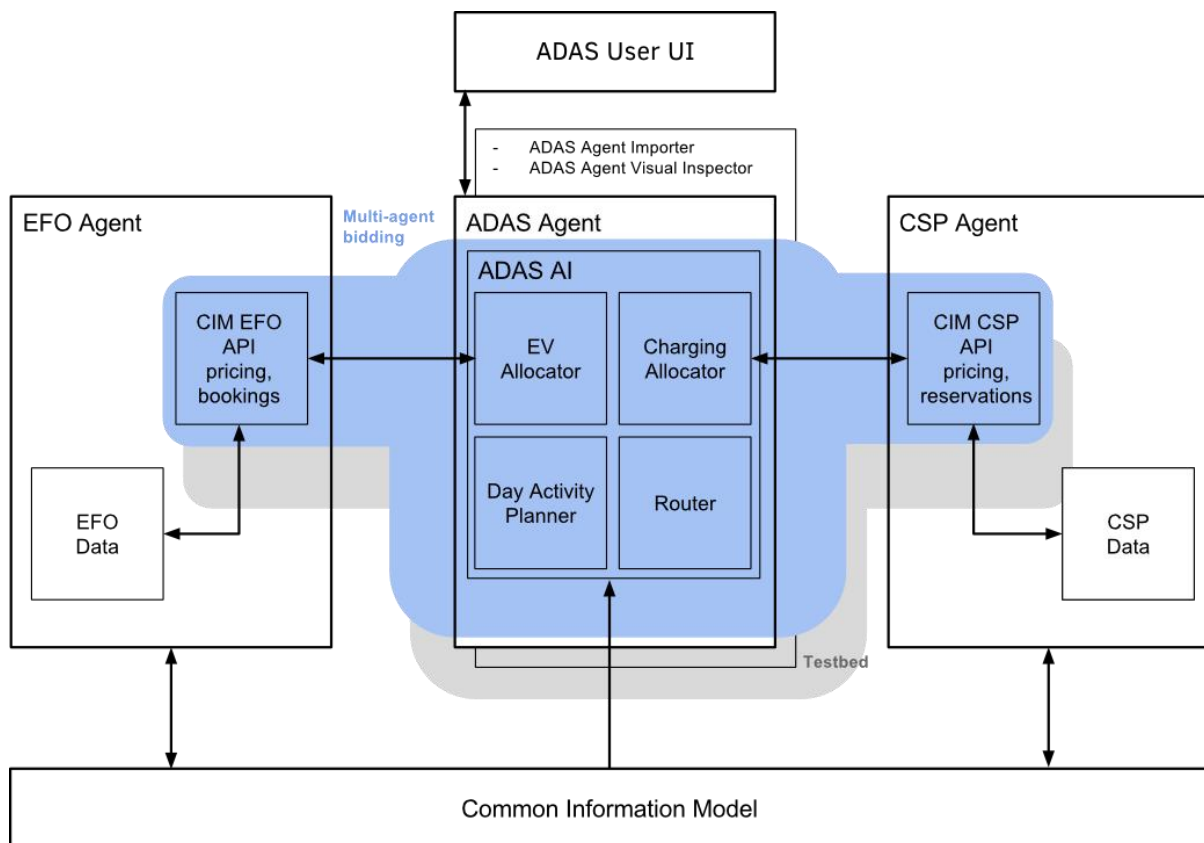 ADAS User UI
- ADAS Agent Importer
- ADAS Agent Visual Inspector
EFO Agent
Multi-agent
bidding
ADAS Agent
CSP Agent
ADAS AI
CIM EFO
API
pricing,
bookings
EV
Allocator
Charging
Allocator
CIM CSP
API
pricing,
reservations
Day Activity
Planner
Router
EFO
Data
CSP
Data
Testbed
Common Information Model